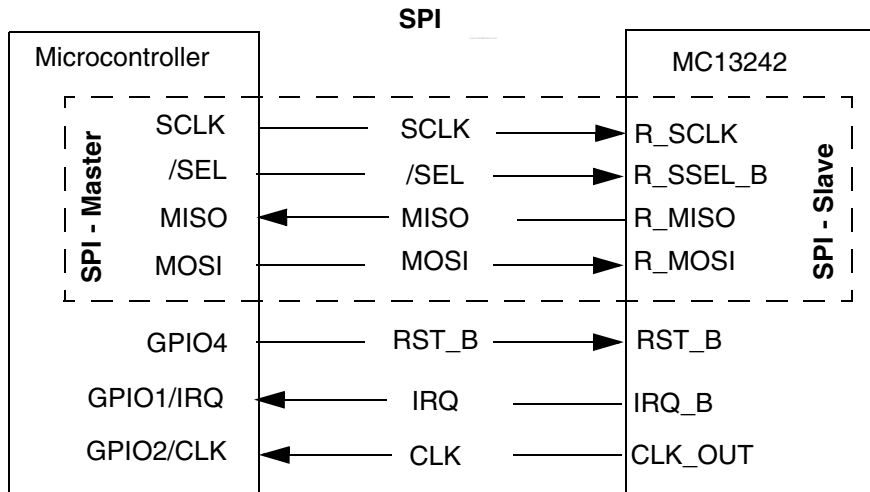 SPI
Microcontroller
MC13242
SPI - Master
SPI - Slave
SCLK SCLK R_SCLK
/SEL /SEL R_SSEL_B
MISO MISO R_MISO
MOSI MOSI R_MOSI
GPIO4 RST_B RST_B
GPIO1/IRQ IRQ IRQ_B
GPIO2/CLK CLK CLK_OUT